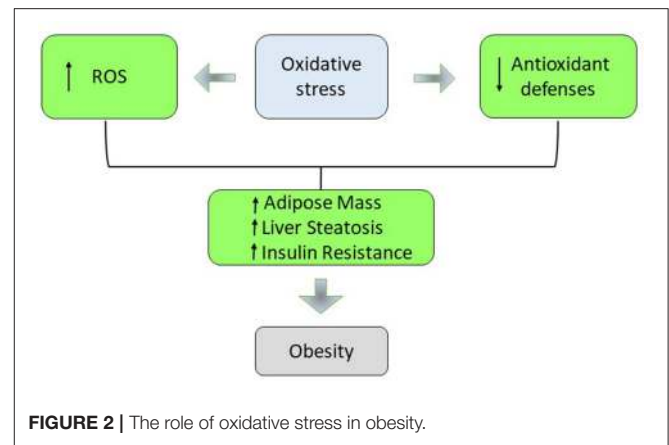 ↑ ROS
Oxidative
stress
↓ Antioxidant
defenses
↑ Adipose Mass
↑ Liver Steatosis
↑ Insulin Resistance
Obesity
FIGURE 2 | The role of oxidative stress in obesity.